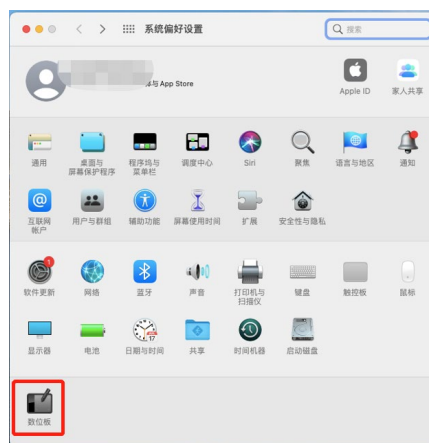 系统偏好设置
搜索
与 App Store
Apple ID
家人共享
通用
桌面与
屏幕保护程序
程序坞与
菜单栏
调度中心
Siri
聚焦
语言与地区
通知
互联网
帐户
用户与群组
辅助功能
屏幕使用时间
扩展
安全性与隐私
1
软件更新
网络
蓝牙
声音
打印机与
扫描仪
键盘
触控板
鼠标
显示器
电池
17
日期与时间
共享
时间机器
启动磁盘
数位板